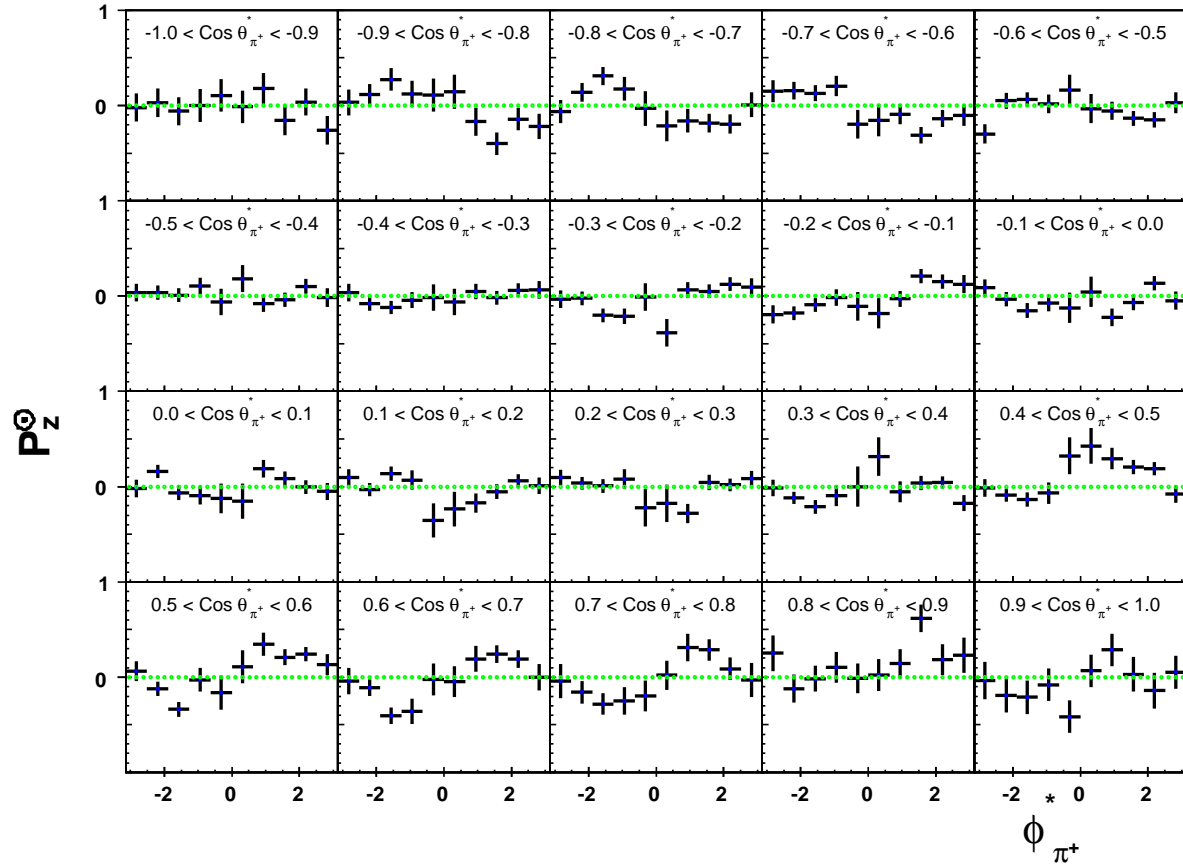 1
-1.0 < Cos θ*π+ < -0.9
-0.9 < Cos θ*π+ < -0.8
-0.8 < Cos θ*π+ < -0.7
-0.7 < Cos θ*π+ < -0.6
-0.6 < Cos θ*π+ < -0.5
0
1
-0.5 < Cos θ*π+ < -0.4
-0.4 < Cos θ*π+ < -0.3
-0.3 < Cos θ*π+ < -0.2
-0.2 < Cos θ*π+ < -0.1
-0.1 < Cos θ*π+ < 0.0
0
1
0.0 < Cos θ*π+ < 0.1
0.1 < Cos θ*π+ < 0.2
0.2 < Cos θ*π+ < 0.3
0.3 < Cos θ*π+ < 0.4
0.4 < Cos θ*π+ < 0.5
P⊙z
0
1
0.5 < Cos θ*π+ < 0.6
0.6 < Cos θ*π+ < 0.7
0.7 < Cos θ*π+ < 0.8
0.8 < Cos θ*π+ < 0.9
0.9 < Cos θ*π+ < 1.0
0
-2 0 2 -2 0 2 -2 0 2 -2 0 2 -2 0 2
ϕ*π+